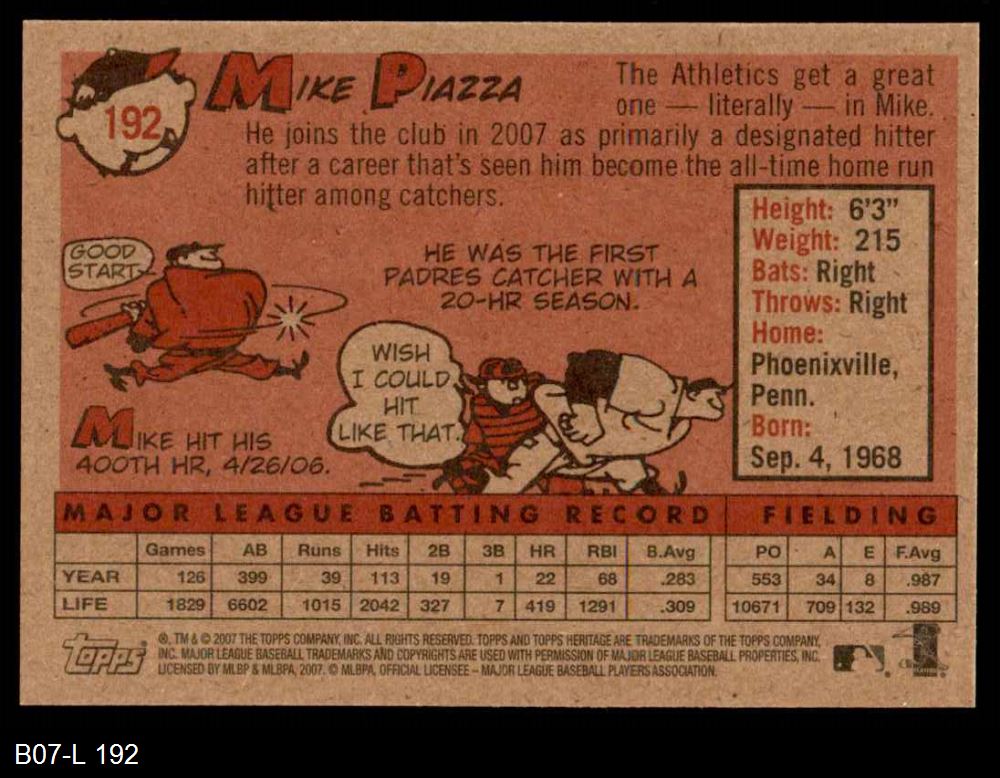 192
MIKE PIAZZA
The Athletics get a great
one — literally — in Mike.
He joins the club in 2007 as primarily a designated hitter
after a career that's seen him become the all-time home run
hitter among catchers.
Height: 6'3"
Weight: 215
Bats: Right
Throws: Right
Home:
Phoenixville,
Penn.
Born:
Sep. 4, 1968
GOOD
START
HE WAS THE FIRST
PADRES CATCHER WITH A
20-HR SEASON.
WISH
I COULD
HIT
LIKE THAT.
MIKE HIT HIS
400TH HR, 4/26/06.
MAJOR LEAGUE BATTING RECORD FIELDING
Games AB Runs Hits 2B 3B HR RBI B.Avg PO A E F.Avg
YEAR 126 399 39 113 19 1 22 68 .283 553 34 8 .987
LIFE 1829 6602 1015 2042 327 7 419 1291 .309 10671 709 132 .989
TOPPS
®, TM & © 2007 THE TOPPS COMPANY, INC. ALL RIGHTS RESERVED. TOPPS AND TOPPS HERITAGE ARE TRADEMARKS OF THE TOPPS COMPANY,
INC. MAJOR LEAGUE BASEBALL TRADEMARKS AND COPYRIGHTS ARE USED WITH PERMISSION OF MAJOR LEAGUE BASEBALL PROPERTIES, INC.
LICENSED BY MLBP & MLBPA, 2007. © MLBPA, OFFICIAL LICENSEE – MAJOR LEAGUE BASEBALL PLAYERS ASSOCIATION.
B07-L 192